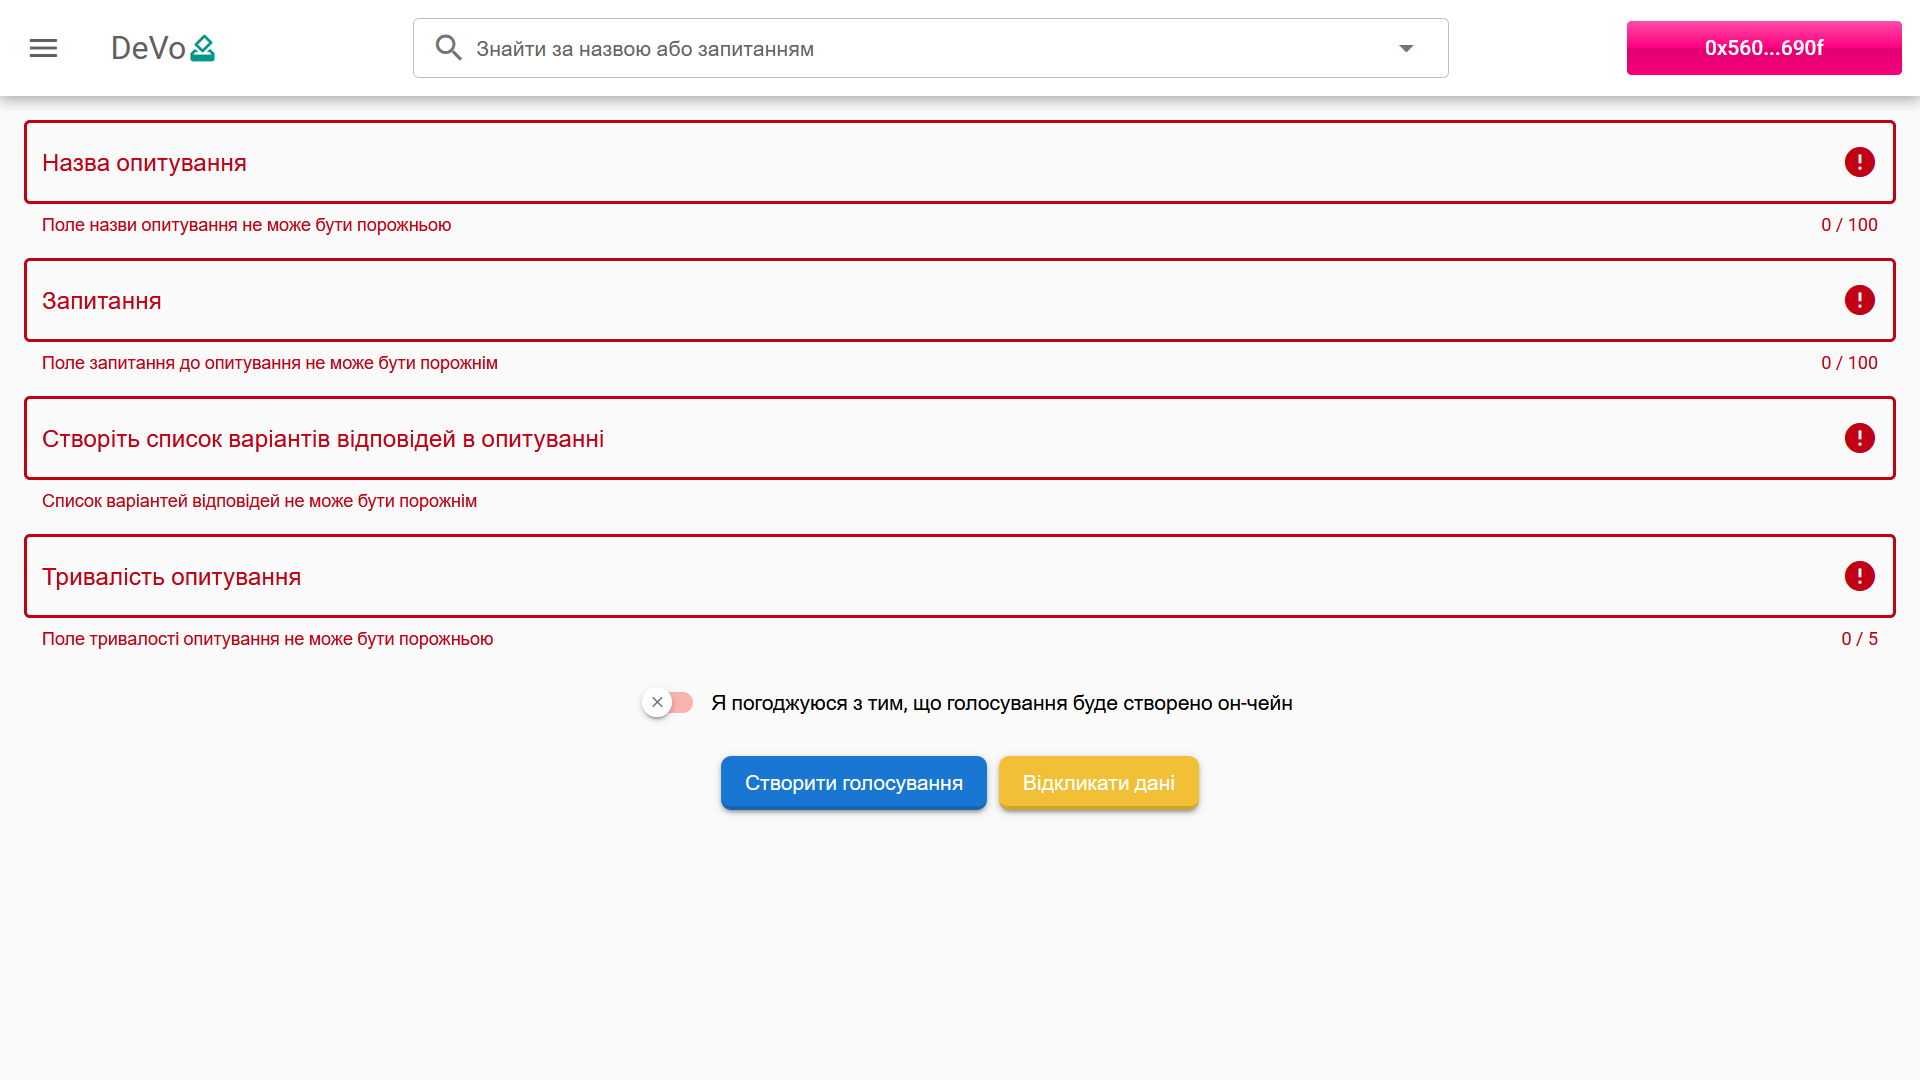 DeVo
Знайти за назвою або запитанням
0x560...690f
Назва опитування
Поле назви опитування не може бути порожньою
0 / 100
Запитання
Поле запитання до опитування не може бути порожнім
0 / 100
Створіть список варіантів відповідей в опитуванні
Список варіантей відповідей не може бути порожнім
Тривалість опитування
Поле тривалості опитування не може бути порожньою
0 / 5
Я погоджуюся з тим, що голосування буде створено он-чейн
Створити голосування
Відкликати дані